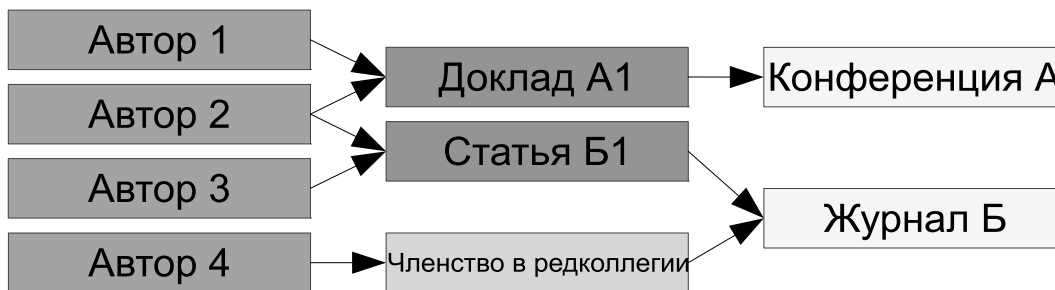 Автор 1
Автор 2
Автор 3
Автор 4
Доклад А1
Статья Б1
Членство в редколлегии
Конференция А
Журнал Б